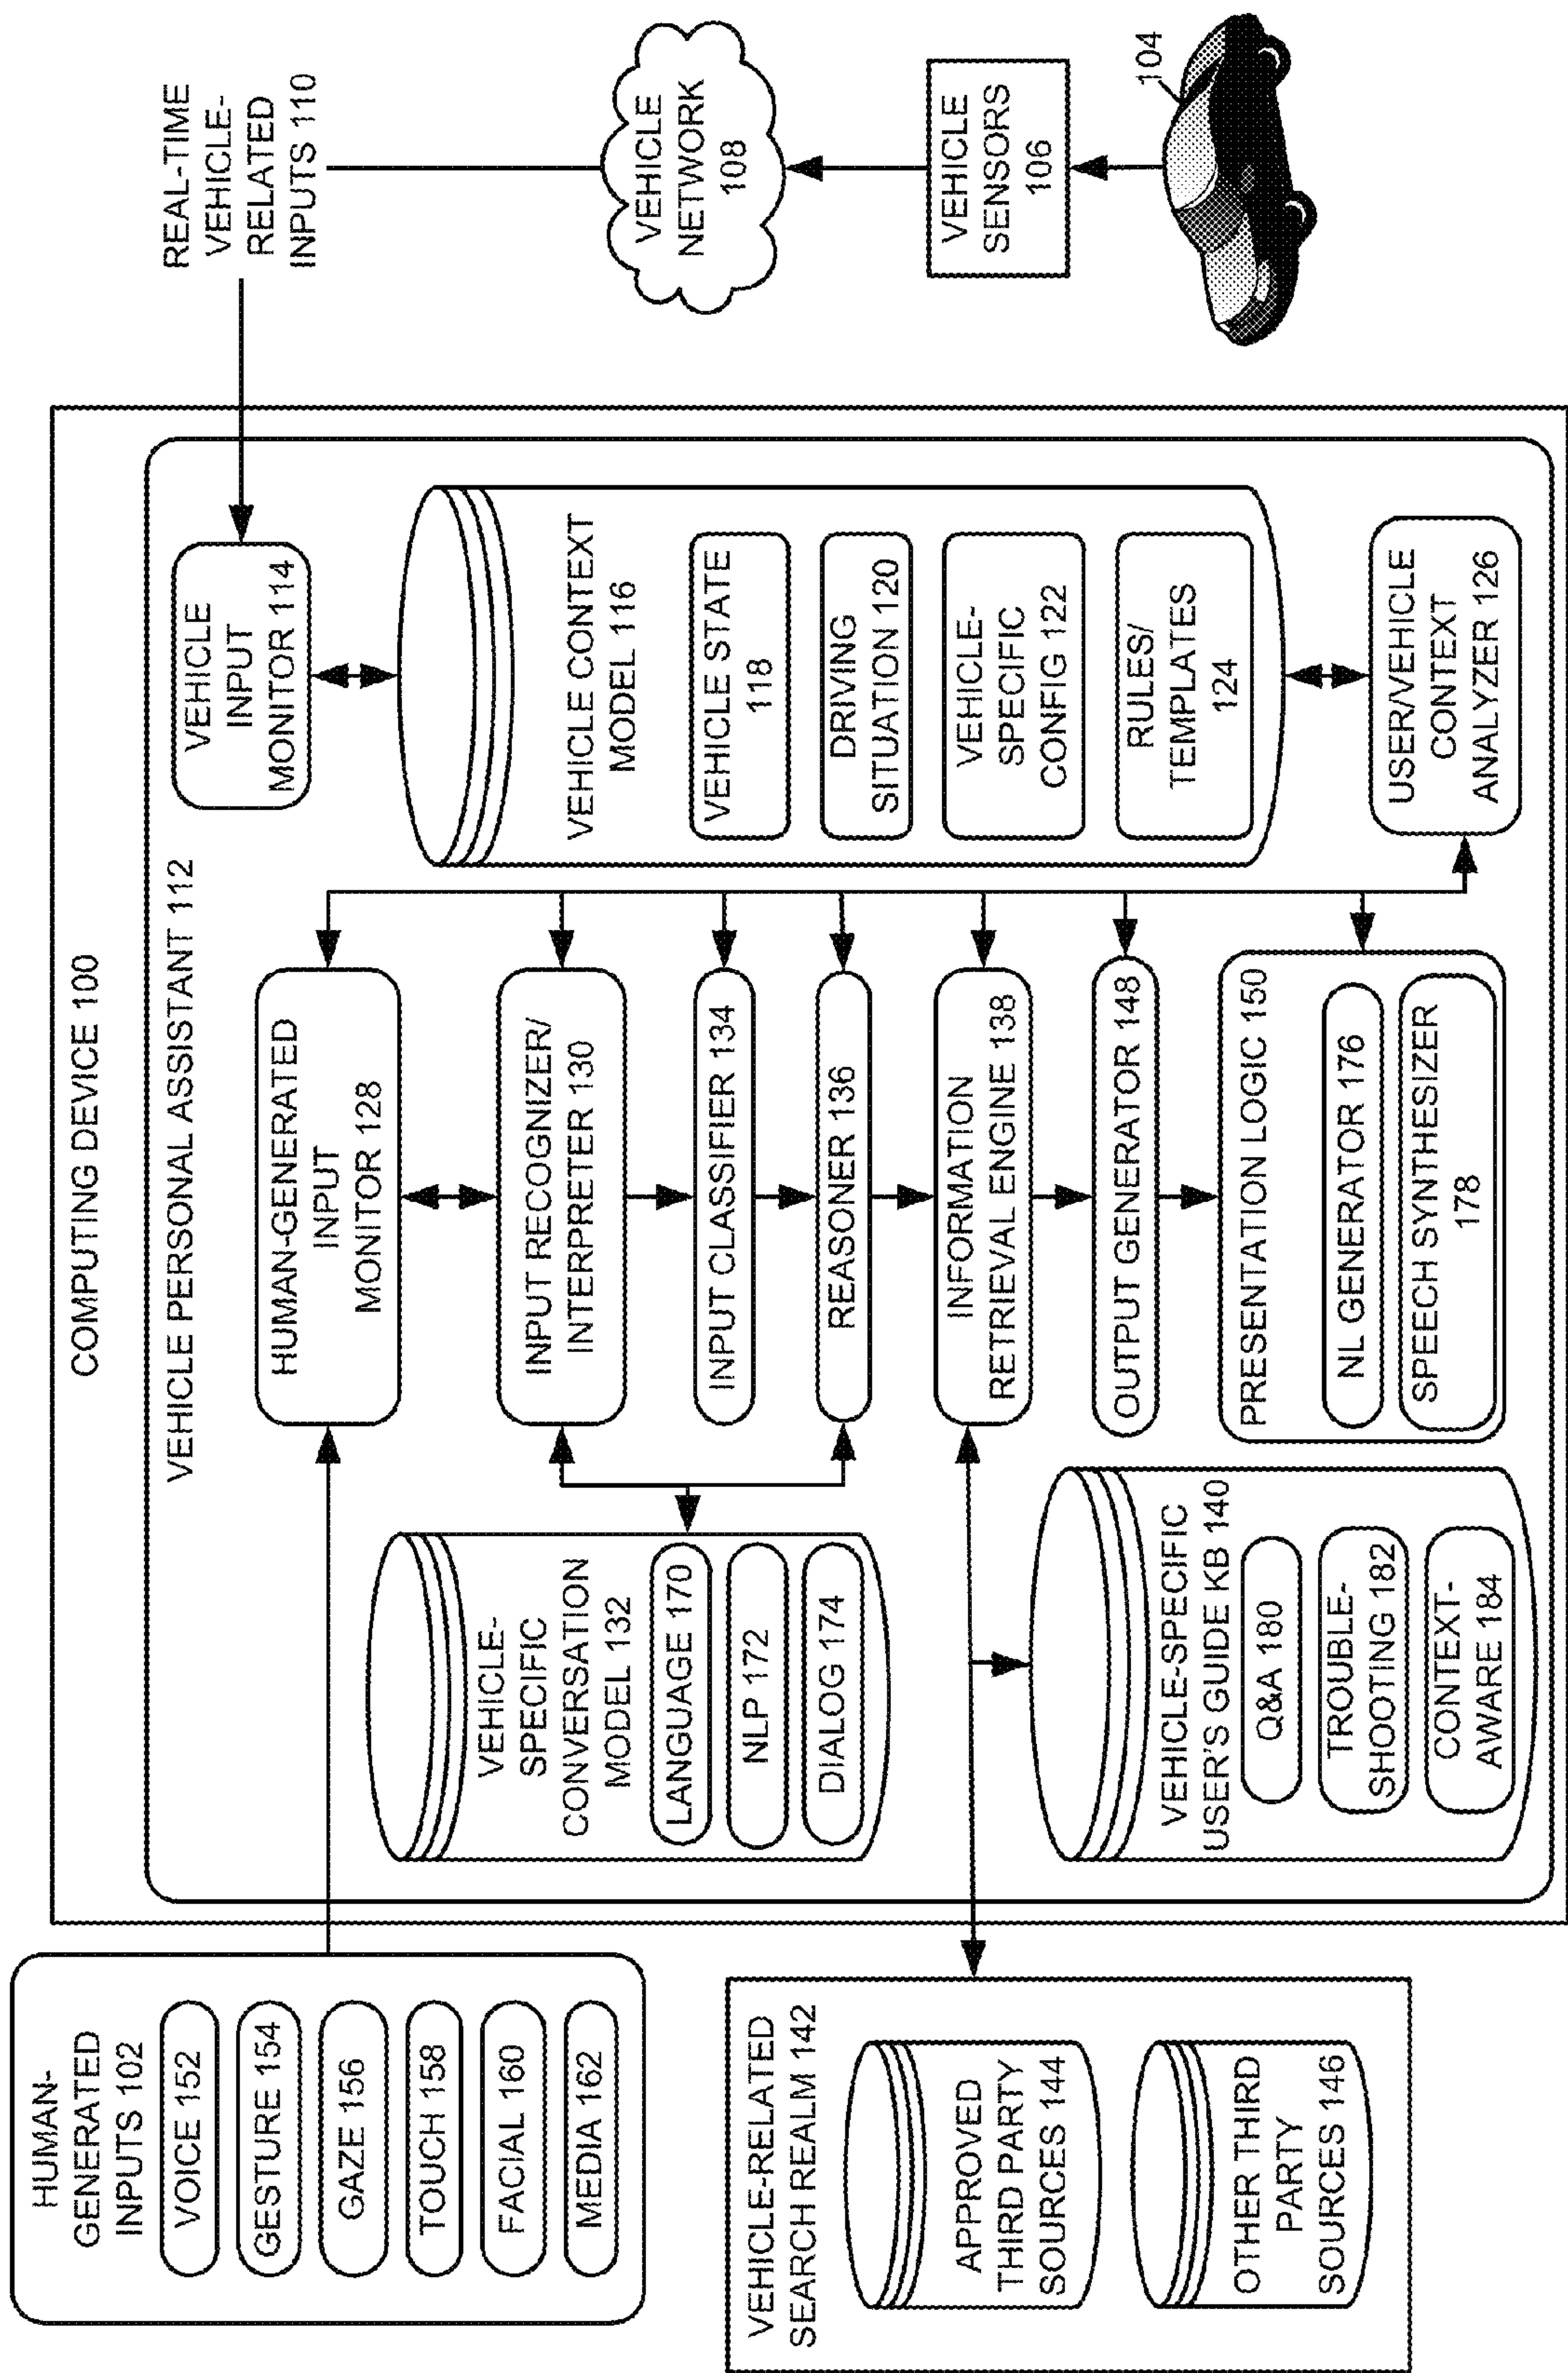 COMPUTING DEVICE 100
HUMAN-
GENERATED
INPUTS 102
VOICE 152
GESTURE 154
GAZE 156
TOUCH 158
FACIAL 160
MEDIA 162
VEHICLE-RELATED
SEARCH REALM 142
APPROVED
THIRD PARTY
SOURCES 144
OTHER THIRD
PARTY
SOURCES 146
VEHICLE PERSONAL ASSISTANT 112
VEHICLE-
SPECIFIC
CONVERSATION
MODEL 132
LANGUAGE 170
NLP 172
DIALOG 174
VEHICLE-SPECIFIC
USER'S GUIDE KB 140
Q&A 180
TROUBLE-
SHOOTING 182
CONTEXT-
AWARE 184
HUMAN-GENERATED
INPUT
MONITOR 128
INPUT RECOGNIZER/
INTERPRETER 130
INPUT CLASSIFIER 134
REASONER 136
INFORMATION
RETRIEVAL ENGINE 138
OUTPUT GENERATOR 148
PRESENTATION LOGIC 150
NL GENERATOR 176
SPEECH SYNTHESIZER
178
VEHICLE
INPUT
MONITOR 114
VEHICLE CONTEXT
MODEL 116
VEHICLE STATE
118
DRIVING
SITUATION 120
VEHICLE-
SPECIFIC
CONFIG 122
RULES/
TEMPLATES
124
USER/VEHICLE
CONTEXT
ANALYZER 126
REAL-TIME
VEHICLE-
RELATED
INPUTS 110
VEHICLE
NETWORK
108
VEHICLE
SENSORS
106
104